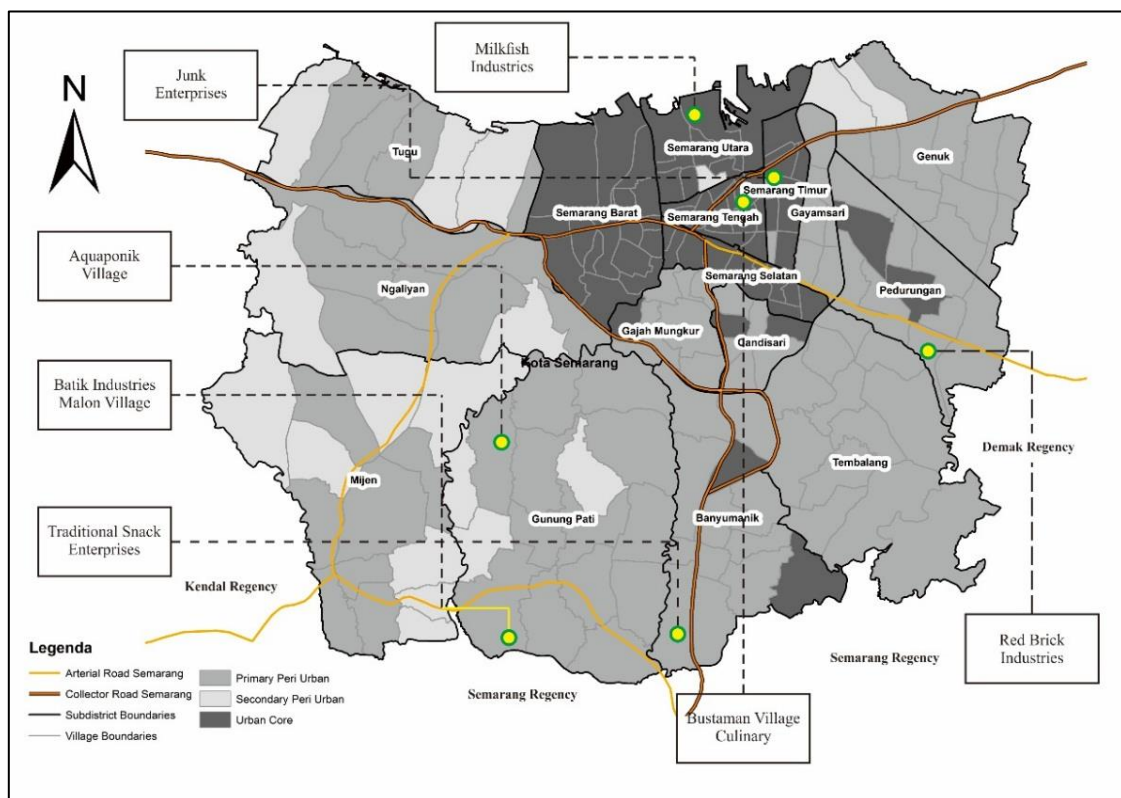 Milkfish
Industries
Junk
Enterprises
N
Tugu
Semarang Utara
Genuk
Semarang Timur
Semarang Barat
Semarang Tengah
Gayamsari
Aquaponik
Village
Ngaliyan
Semarang Selatan
Pedurungan
Gajah Mungkur
Candisari
Kota Semarang
Batik Industries
Malon Village
Demak Regency
Tembalang
Mijen
Gunung Pati
Banyumanik
Traditional Snack
Enterprises
Kendal Regency
Red Brick
Industries
Semarang Regency
Semarang Regency
Bustaman Village
Culinary
Legenda
Arterial Road Semarang
Collector Road Semarang
Subdistrict Boundaries
Village Boundaries
Primary Peri Urban
Secondary Peri Urban
Urban Core